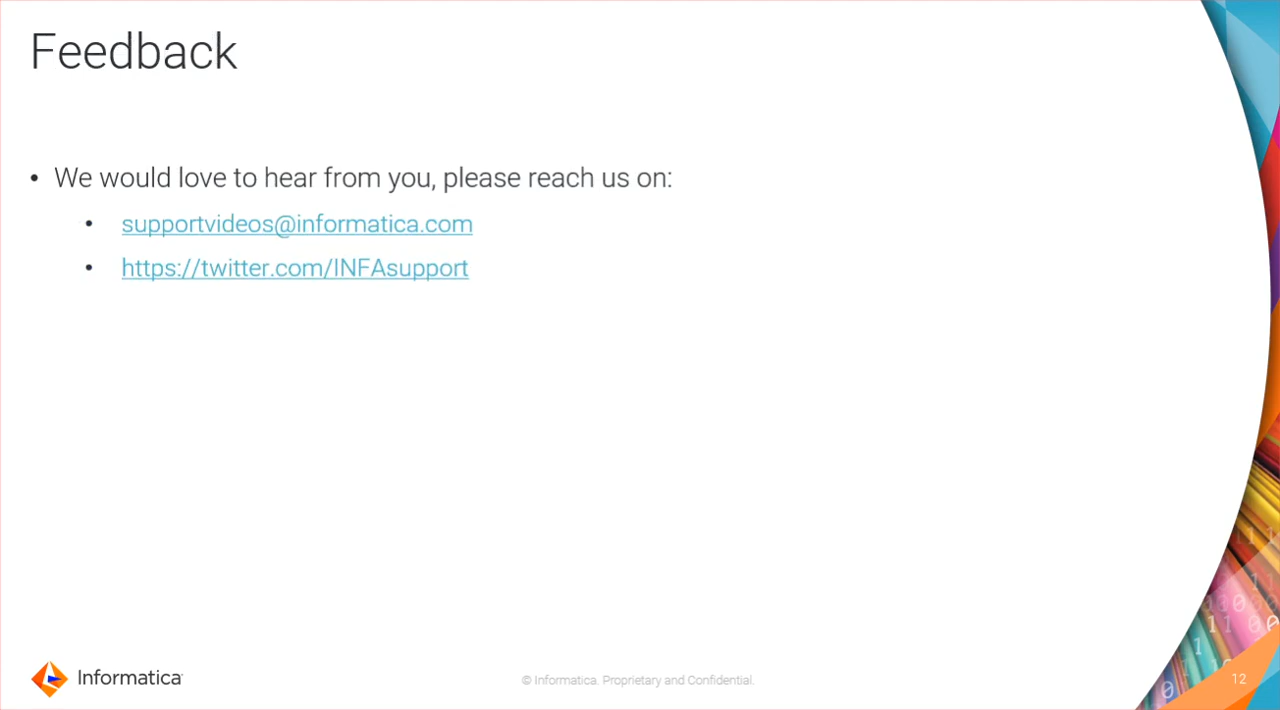 Feedback
• We would love to hear from you, please reach us on:
• supportvideos@informatica.com
• https://twitter.com/INFAsupport
Informatica
© Informatica. Proprietary and Confidential.
12